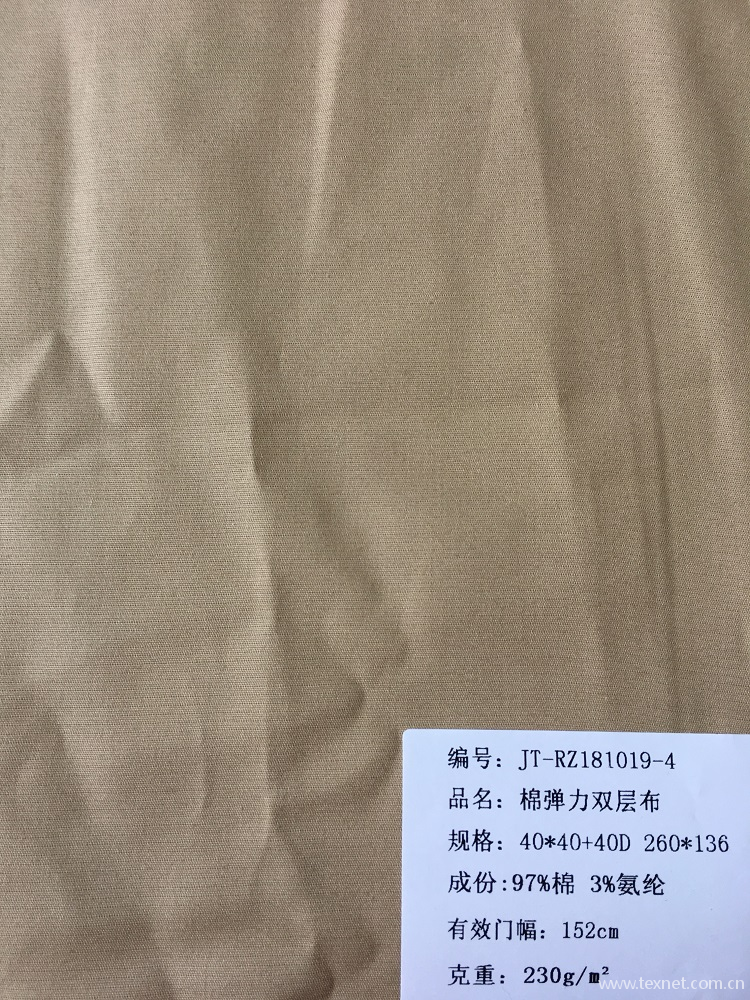 编号：JT-RZ181019-4
品名：棉弹力双层布
规格：40*40+40D 260*136
成份:97%棉 3%氨纶
有效门幅：152cm
克重：230g/m²
www.texnet.com.cn